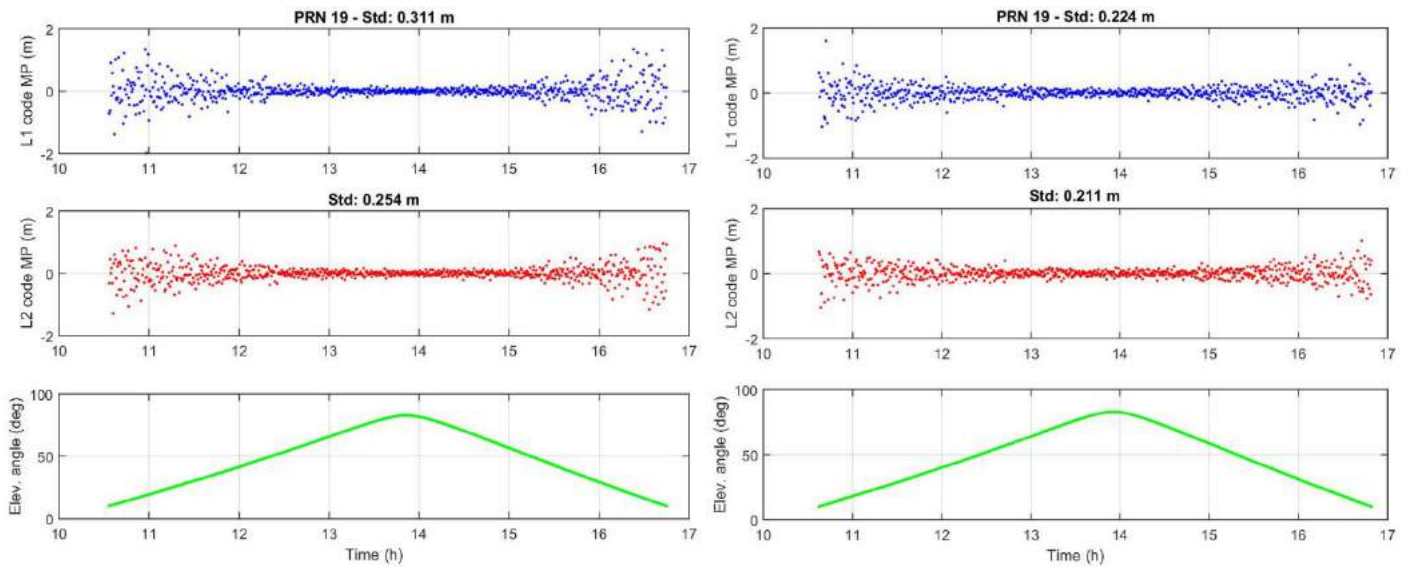 PRN 19 - Std: 0.311 m
2
0
-2
L1 code MP (m)
10 11 12 13 14 15 16 17
Std: 0.254 m
2
0
-2
L2 code MP (m)
10 11 12 13 14 15 16 17
100
50
0
Elev. angle (deg)
10 11 12 13 14 15 16 17
Time (h)
PRN 19 - Std: 0.224 m
2
0
-2
L1 code MP (m)
10 11 12 13 14 15 16 17
Std: 0.211 m
2
0
-2
L2 code MP (m)
10 11 12 13 14 15 16 17
100
50
0
Elev. angle (deg)
10 11 12 13 14 15 16 17
Time (h)